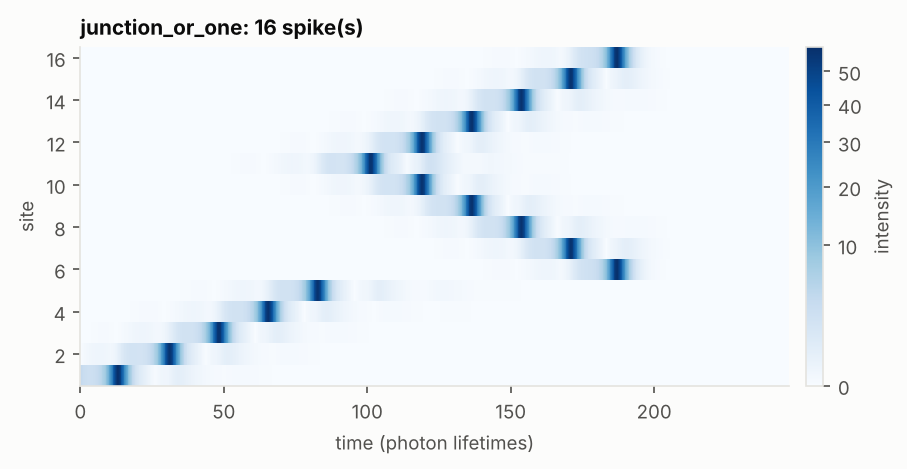 junction_or_one: 16 spike(s)
16
14
12
10
8
6
4
2
site
0 50 100 150 200
time (photon lifetimes)
50
40
30
20
10
0
intensity